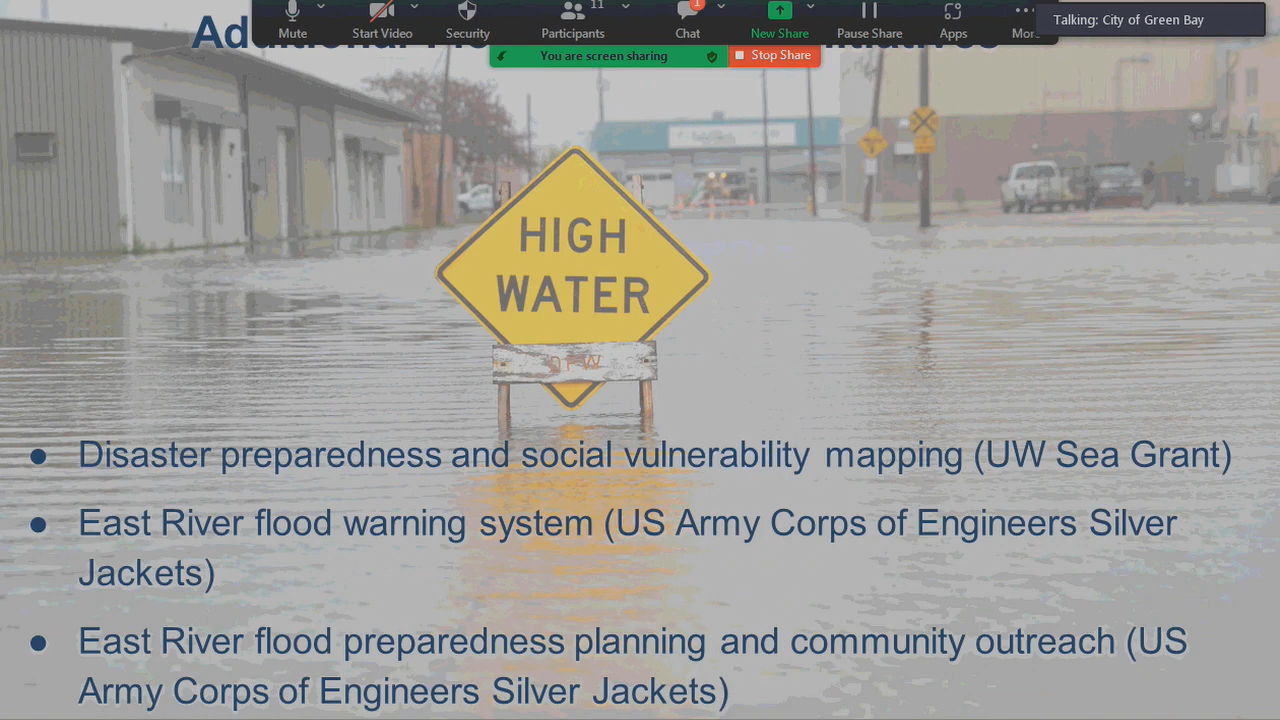 Mute
Start Video
Security
11
Participants
1
Chat
New Share
Pause Share
Apps
Talking: City of Green Bay
You are screen sharing
Stop Share
HIGH
WATER
● Disaster preparedness and social vulnerability mapping (UW Sea Grant)
● East River flood warning system (US Army Corps of Engineers Silver
Jackets)
● East River flood preparedness planning and community outreach (US
Army Corps of Engineers Silver Jackets)